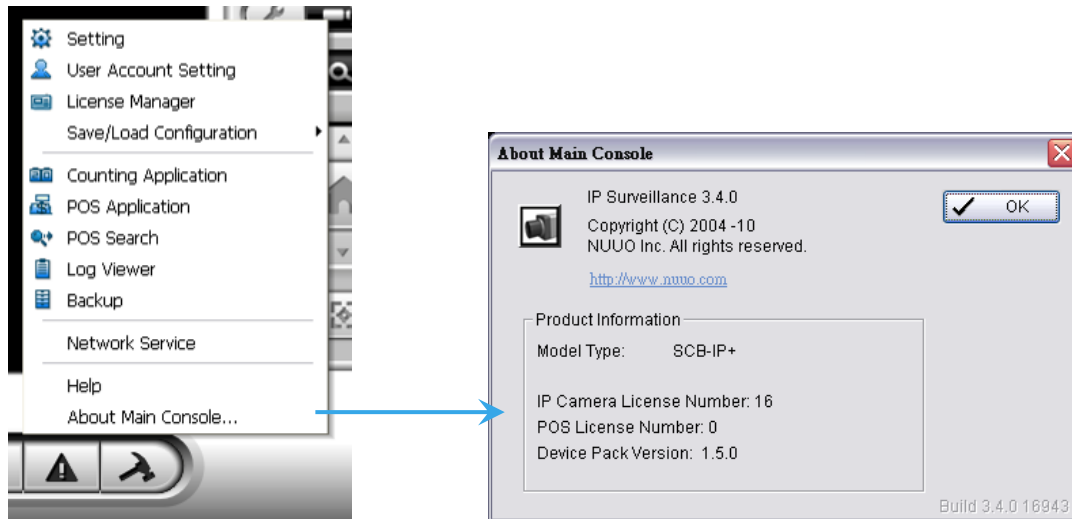 Setting
User Account Setting
License Manager
Save/Load Configuration
Counting Application
POS Application
POS Search
Log Viewer
Backup
Network Service
Help
About Main Console...
About Main Console
IP Surveillance 3.4.0
Copyright (C) 2004 -10
NUUO Inc. All rights reserved.
http://www.nuuo.com
OK
Product Information
Model Type: SCB-IP+
IP Camera License Number: 16
POS License Number: 0
Device Pack Version: 1.5.0
Build 3.4.0 16943